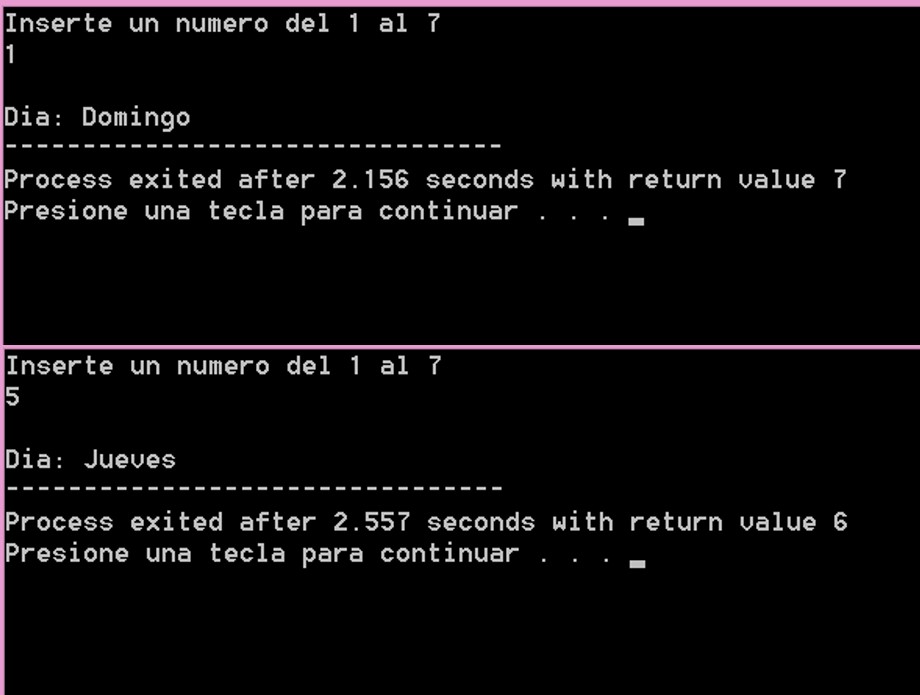 Inserte un numero del 1 al 7
1
Dia: Domingo
--------------------------------
Process exited after 2.156 seconds with return value 7
Presione una tecla para continuar . . .
Inserte un numero del 1 al 7
5
Dia: Jueves
--------------------------------
Process exited after 2.557 seconds with return value 6
Presione una tecla para continuar . . .